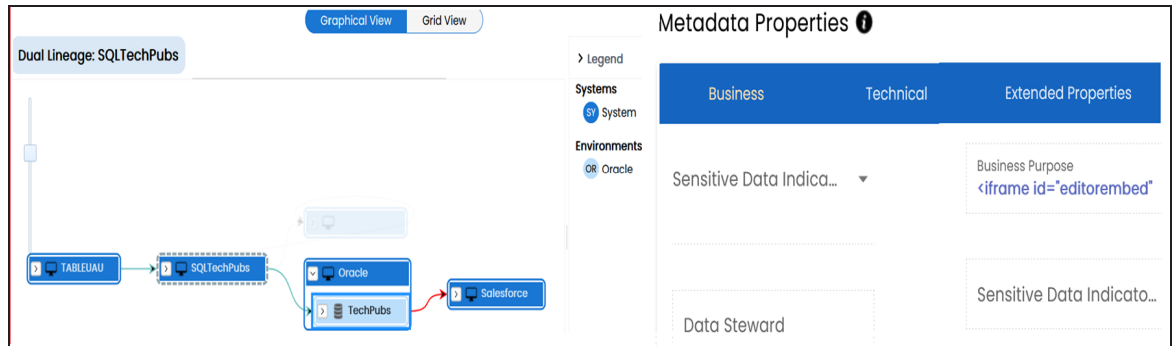 Graphical View
Grid View
Dual Lineage: SQLTechPubs
Legend
Systems
SY System
Environments
OR Oracle
TABLEUAU
SQLTechPubs
Oracle
TechPubs
Salesforce
Metadata Properties
Business
Technical
Extended Properties
Sensitive Data Indica...
Business Purpose
<iframe id="editorembed"
Sensitive Data Indicato...
Data Steward